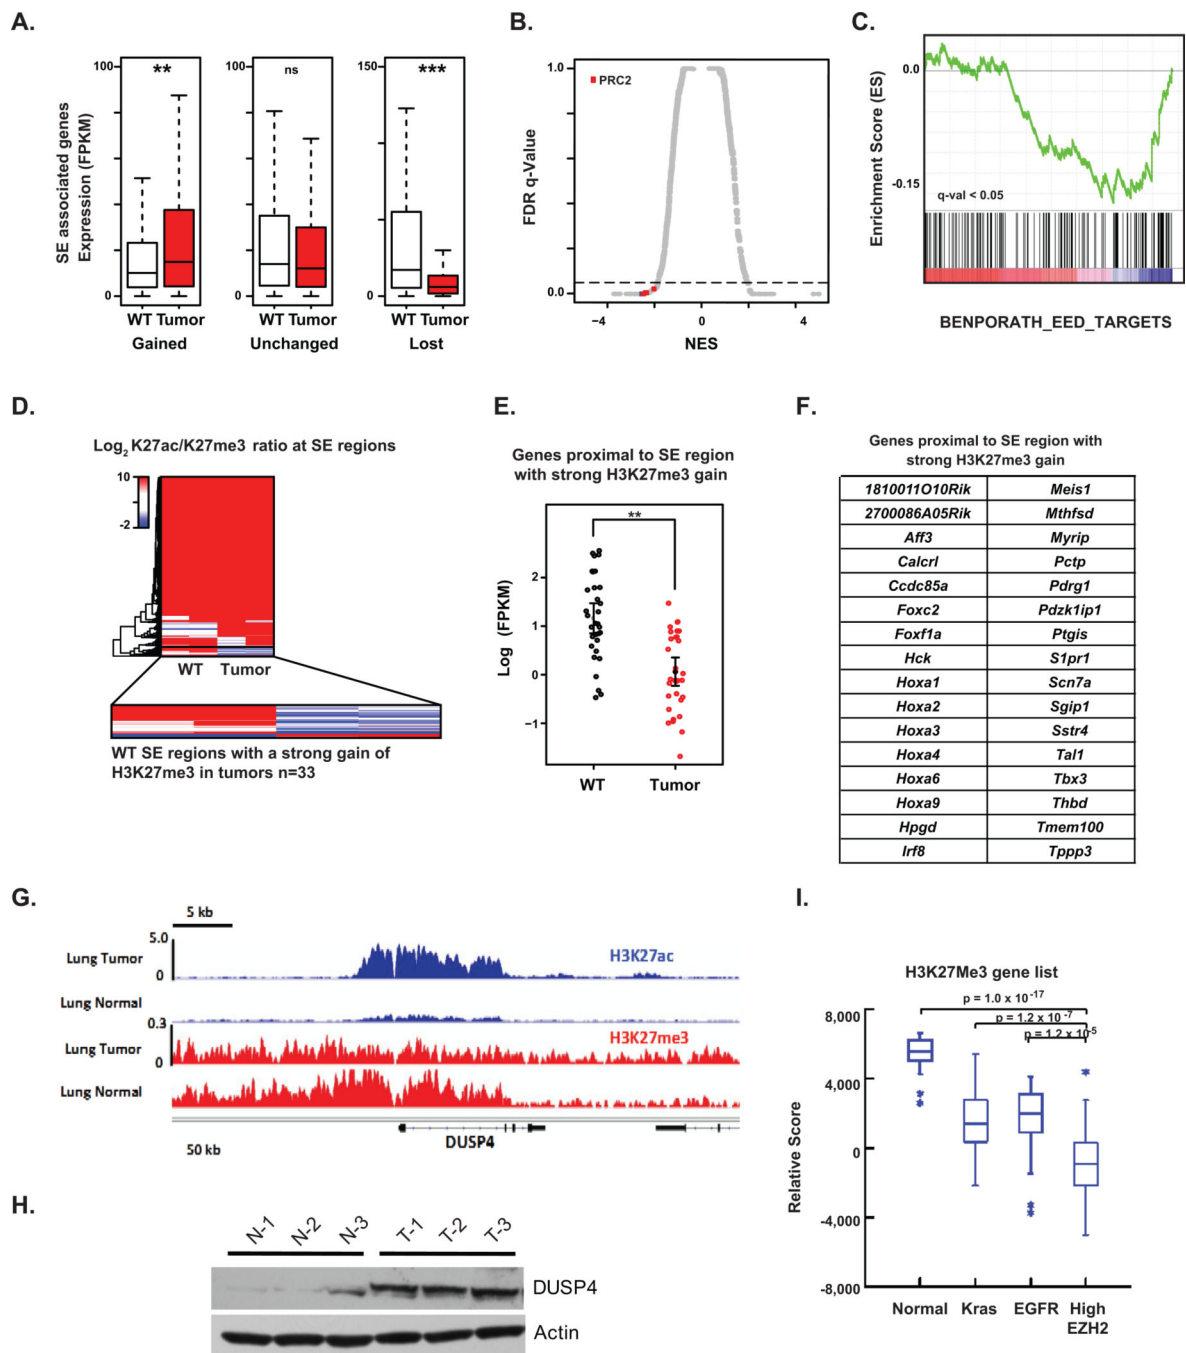 A.
SE associated genes
Expression (FPKM)
100
0
**
WT Tumor
Gained
100
0
ns
WT Tumor
Unchanged
150
0
***
WT Tumor
Lost
B.
FDR q-Value
1.0
0.0
PRC2
−4 0 4
NES
C.
Enrichment Score (ES)
0.0
-0.15
q-val < 0.05
BENPORATH_EED_TARGETS
D.
Log2 K27ac/K27me3 ratio at SE regions
10
-2
WT Tumor
WT SE regions with a strong gain of
H3K27me3 in tumors n=33
E.
Genes proximal to SE region
with strong H3K27me3 gain
**
Log (FPKM)
2
1
0
−1
WT Tumor
F.
Genes proximal to SE region with
strong H3K27me3 gain
1810011O10Rik Meis1
2700086A05Rik Mthfsd
Aff3 Myrip
Calcrl Pctp
Ccdc85a Pdrg1
Foxc2 Pdzk1ip1
Foxf1a Ptgis
Hck S1pr1
Hoxa1 Scn7a
Hoxa2 Sgip1
Hoxa3 Sstr4
Hoxa4 Tal1
Hoxa6 Tbx3
Hoxa9 Thbd
Hpgd Tmem100
Irf8 Tppp3
G.
5 kb
5.0
Lung Tumor
0
H3K27ac
Lung Normal
0.3
H3K27me3
Lung Tumor
0
Lung Normal
DUSP4
50 kb
H.
N-1 N-2 N-3 T-1 T-2 T-3
DUSP4
Actin
I.
H3K27Me3 gene list
p = 1.0 x 10 -17
p = 1.2 x 10 -7
p = 1.2 x 10 -5
Relative Score
8,000
4,000
0
-4,000
-8,000
Normal Kras EGFR High
EZH2